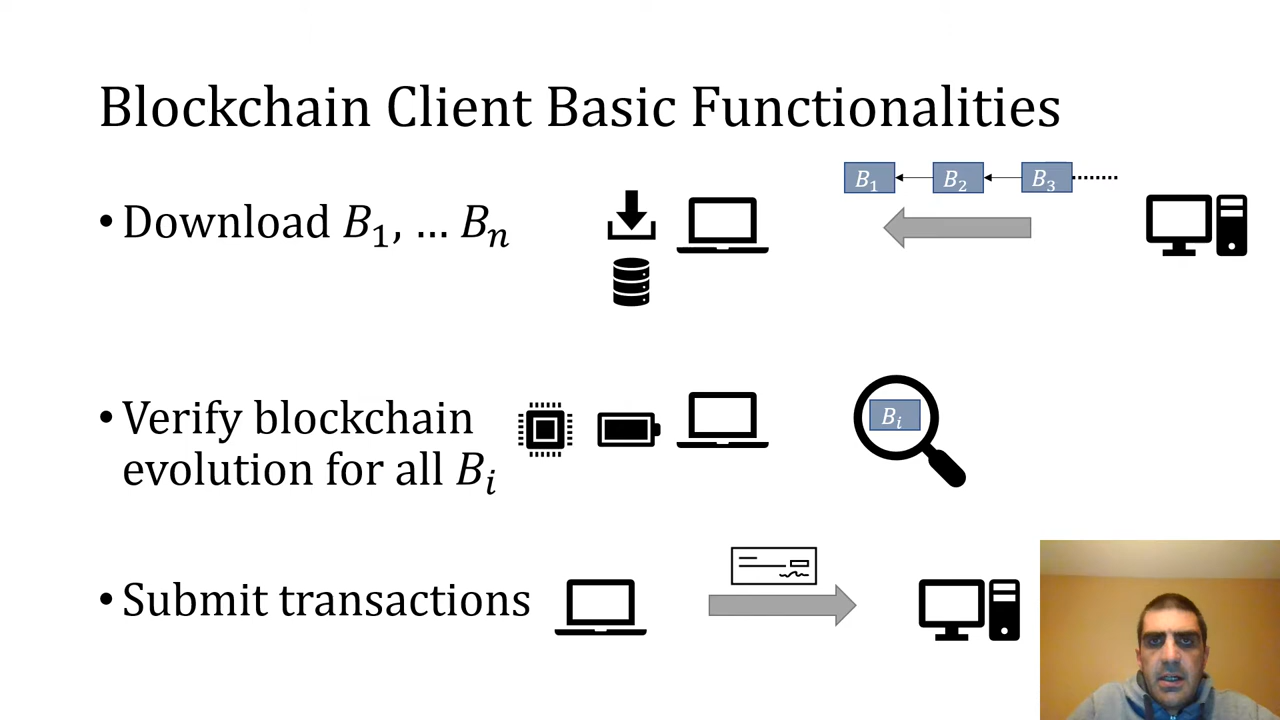 Blockchain Client Basic Functionalities
B₁ B₂ B₃
• Download B₁, … Bₙ
• Verify blockchain
evolution for all Bᵢ
Bᵢ
• Submit transactions